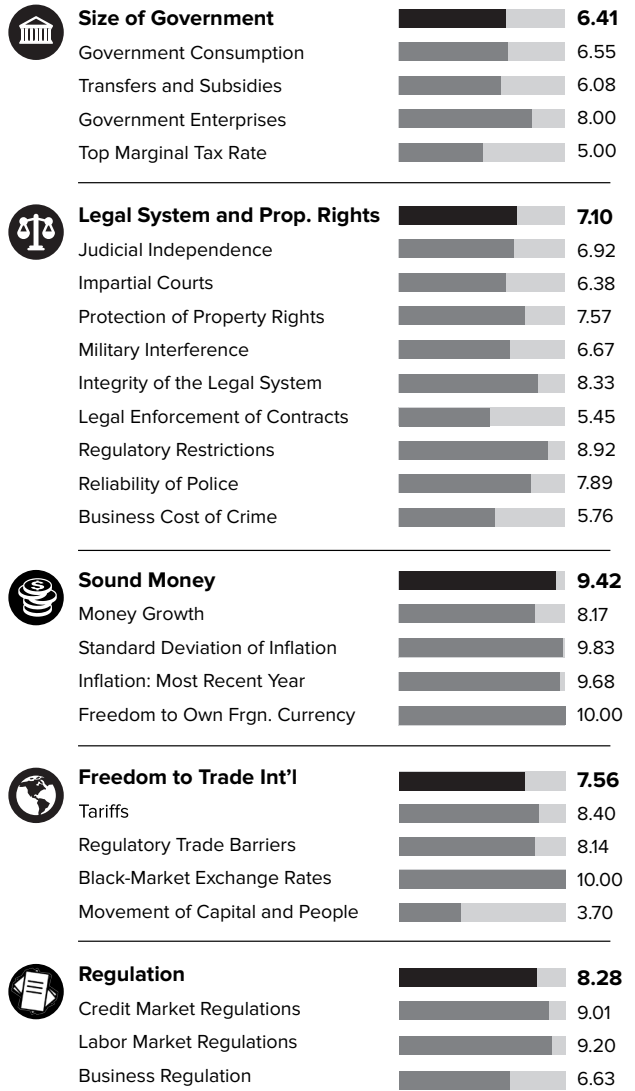 Size of Government 6.41
Government Consumption 6.55
Transfers and Subsidies 6.08
Government Enterprises 8.00
Top Marginal Tax Rate 5.00
Legal System and Prop. Rights 7.10
Judicial Independence 6.92
Impartial Courts 6.38
Protection of Property Rights 7.57
Military Interference 6.67
Integrity of the Legal System 8.33
Legal Enforcement of Contracts 5.45
Regulatory Restrictions 8.92
Reliability of Police 7.89
Business Cost of Crime 5.76
$
Sound Money 9.42
Money Growth 8.17
Standard Deviation of Inflation 9.83
Inflation: Most Recent Year 9.68
Freedom to Own Frgn. Currency 10.00
Freedom to Trade Int’l 7.56
Tariffs 8.40
Regulatory Trade Barriers 8.14
Black-Market Exchange Rates 10.00
Movement of Capital and People 3.70
Regulation 8.28
Credit Market Regulations 9.01
Labor Market Regulations 9.20
Business Regulation 6.63